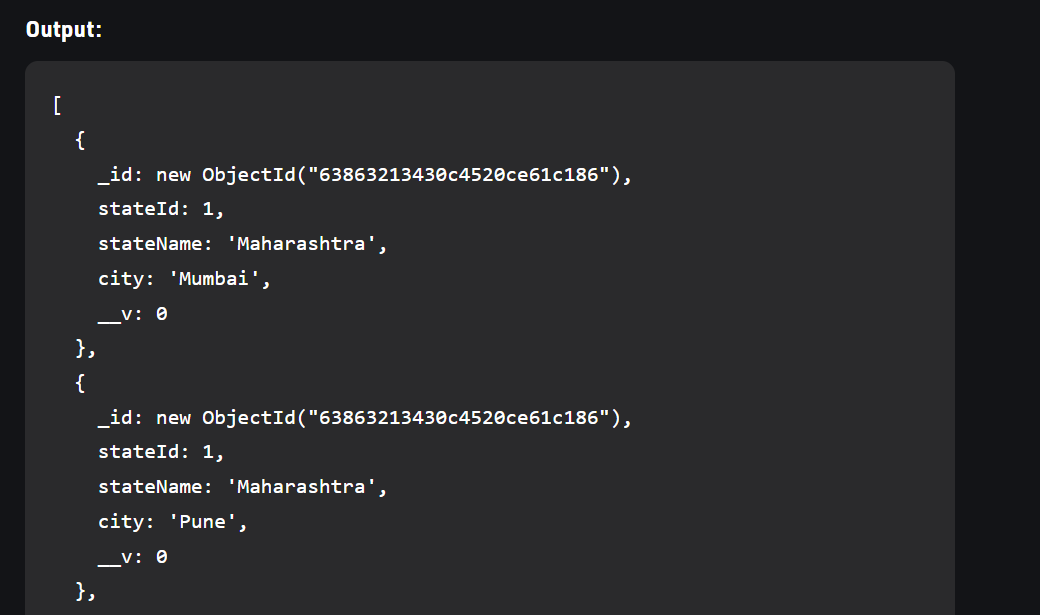 Output:
[
  {
    _id: new ObjectId("63863213430c4520ce61c186"),
    stateId: 1,
    stateName: 'Maharashtra',
    city: 'Mumbai',
    __v: 0
  },
  {
    _id: new ObjectId("63863213430c4520ce61c186"),
    stateId: 1,
    stateName: 'Maharashtra',
    city: 'Pune',
    __v: 0
  },